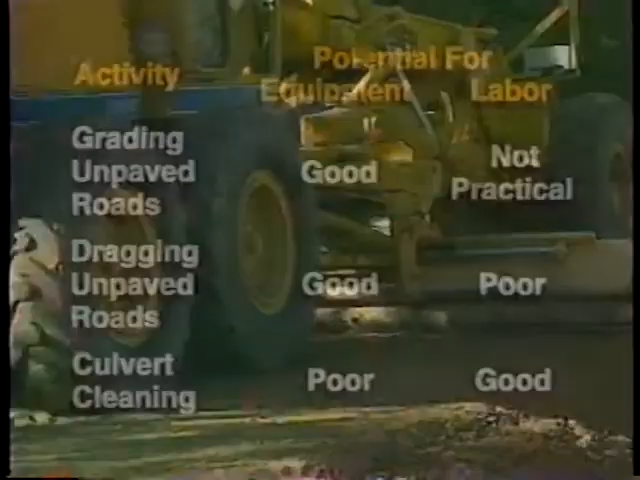 Potential For
Activity Equipment Labor
Grading
Unpaved Good Not
Roads Practical
Dragging
Unpaved Good Poor
Roads
Culvert
Cleaning Poor Good